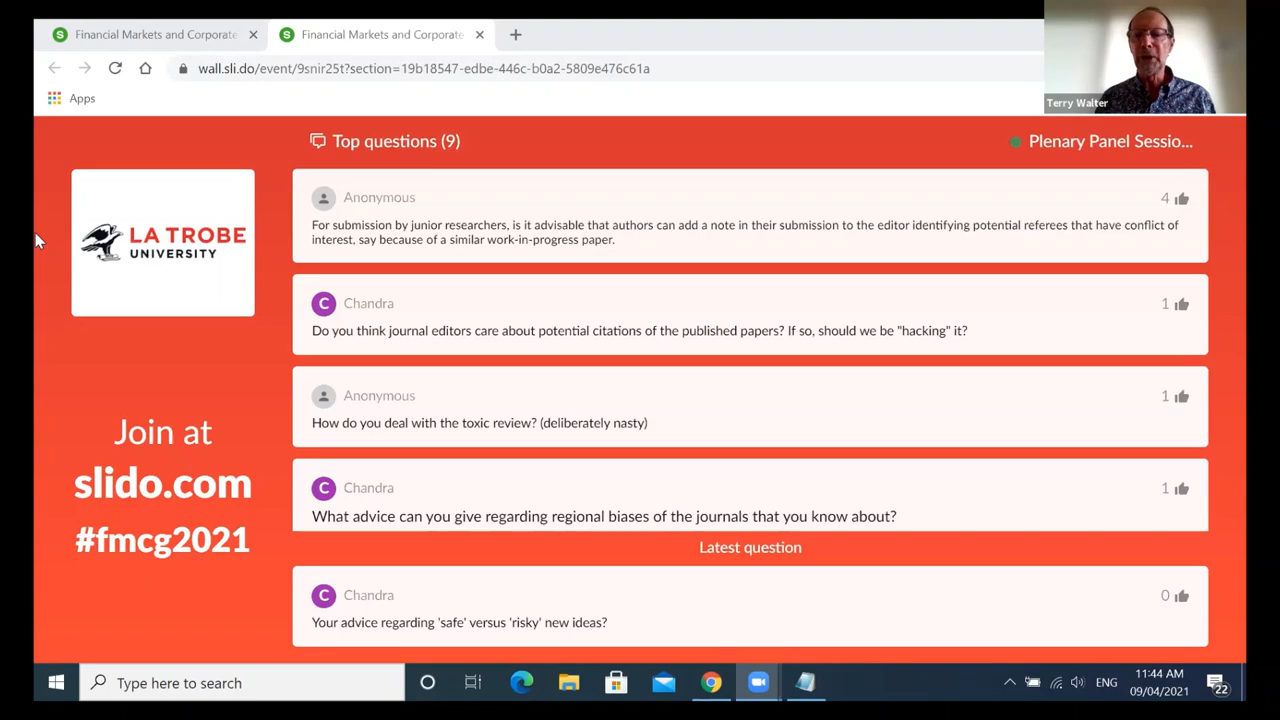 Financial Markets and Corporate
Financial Markets and Corporate
wall.sli.do/event/9snir25t?section=19b18547-edbe-446c-b0a2-5809e476c61a
Apps
Terry Walter
Top questions (9)
Plenary Panel Sessio...
LA TROBE
UNIVERSITY
Join at
slido.com
#fmcg2021
Anonymous
4
For submission by junior researchers, is it advisable that authors can add a note in their submission to the editor identifying potential referees that have conflict of
interest, say because of a similar work-in-progress paper.
C
Chandra
1
Do you think journal editors care about potential citations of the published papers? If so, should we be "hacking" it?
Anonymous
1
How do you deal with the toxic review? (deliberately nasty)
C
Chandra
1
What advice can you give regarding regional biases of the journals that you know about?
Latest question
C
Chandra
0
Your advice regarding 'safe' versus 'risky' new ideas?
Type here to search
ENG
11:44 AM
09/04/2021
22